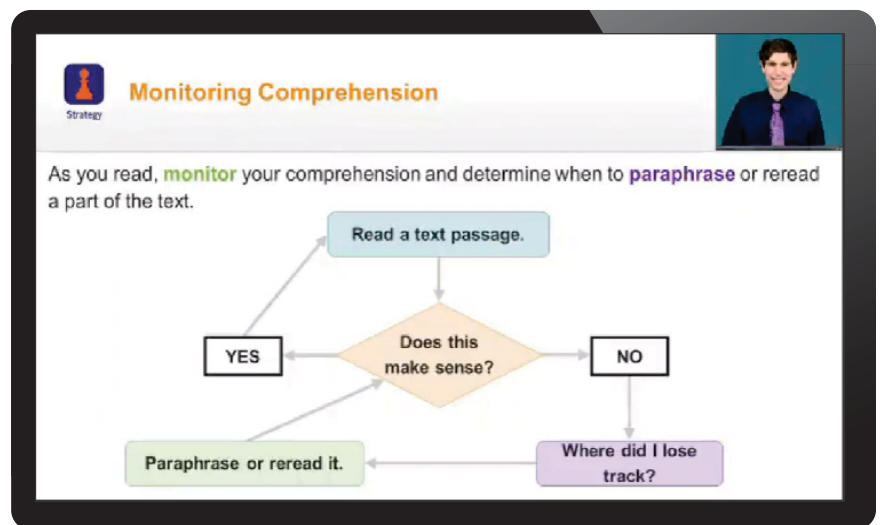 Strategy
Monitoring Comprehension
As you read, monitor your comprehension and determine when to paraphrase or reread
a part of the text.
Read a text passage.
Does this
make sense?
YES
NO
Where did I lose
track?
Paraphrase or reread it.